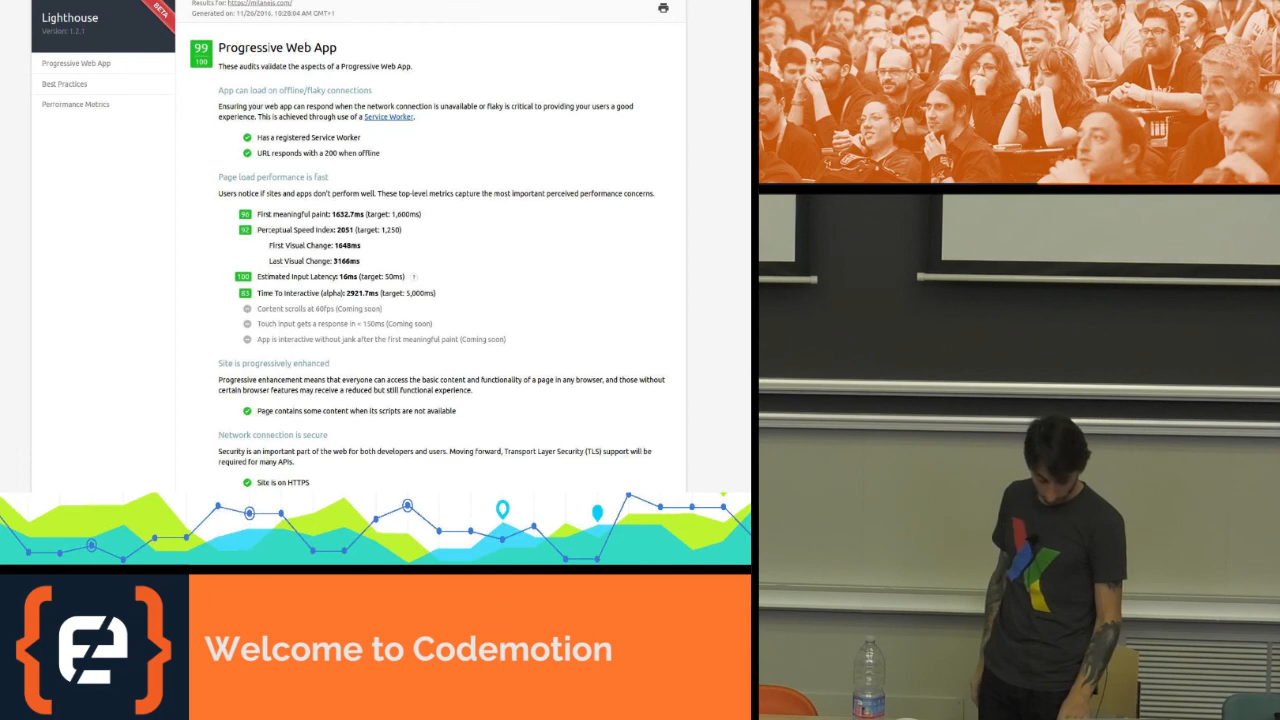 Lighthouse
Version: 1.2.1
BETA
Progressive Web App
Best Practices
Performance Metrics
Results for: https://milaneis.com/
Generated on: 11/26/2016, 10:28:04 AM GMT+1
99
100
Progressive Web App
These audits validate the aspects of a Progressive Web App.
App can load on offline/flaky connections
Ensuring your web app can respond when the network connection is unavailable or flaky is critical to providing your users a good
experience. This is achieved through use of a Service Worker.
Has a registered Service Worker
URL responds with a 200 when offline
Page load performance is fast
Users notice if sites and apps don't perform well. These top-level metrics capture the most important perceived performance concerns.
96 First meaningful paint: 1632.7ms (target: 1,600ms)
92 Perceptual Speed Index: 2051 (target: 1,250)
First Visual Change: 1648ms
Last Visual Change: 3166ms
100 Estimated Input Latency: 16ms (target: 50ms) ?
83 Time To Interactive (alpha): 2921.7ms (target: 5,000ms)
Content scrolls at 60fps (Coming soon)
Touch input gets a response in < 150ms (Coming soon)
App is interactive without jank after the first meaningful paint (Coming soon)
Site is progressively enhanced
Progressive enhancement means that everyone can access the basic content and functionality of a page in any browser, and those without
certain browser features may receive a reduced but still functional experience.
Page contains some content when its scripts are not available
Network connection is secure
Security is an important part of the web for both developers and users. Moving forward, Transport Layer Security (TLS) support will be
required for many APIs.
Site is on HTTPS
Welcome to Codemotion